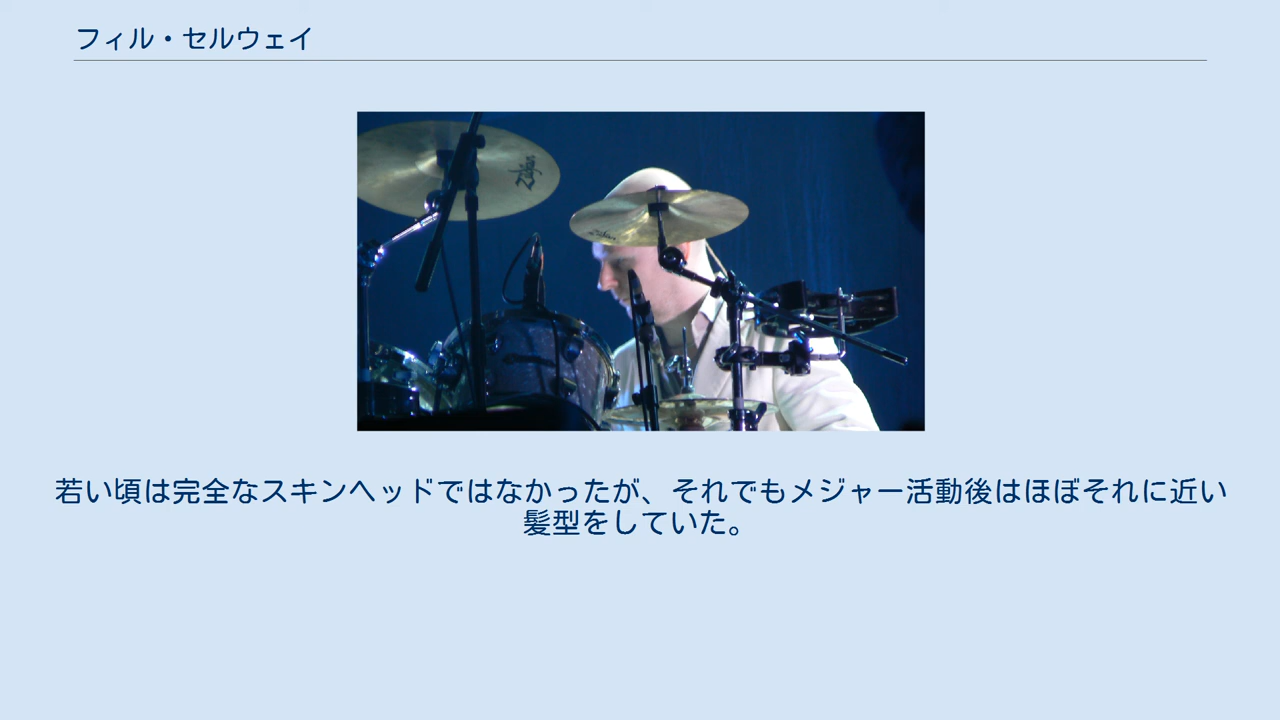 フィル・セルウェイ
若い頃は完全なスキンヘッドではなかったが、それでもメジャー活動後はほぼそれに近い
髪型をしていた。